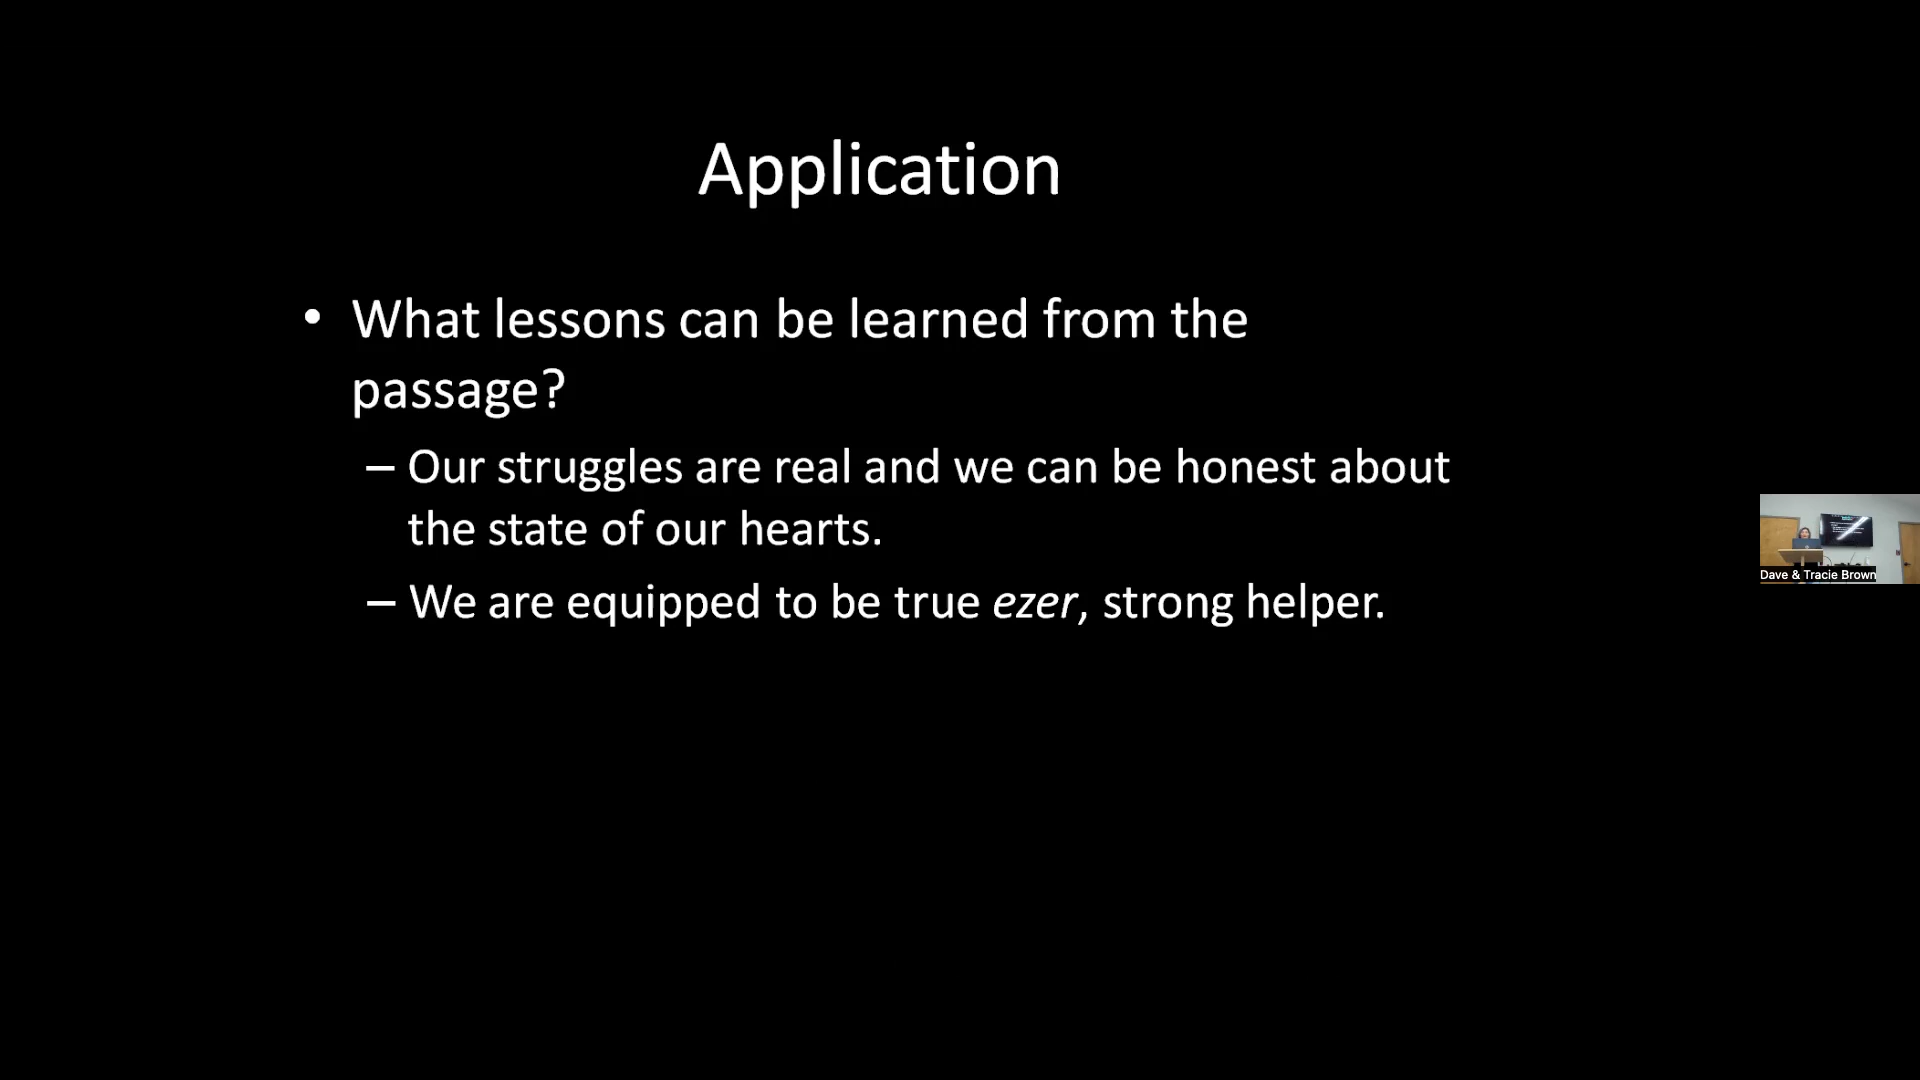 Application
• What lessons can be learned from the
passage?
– Our struggles are real and we can be honest about
the state of our hearts.
– We are equipped to be true ezer, strong helper.
Dave & Tracie Brown